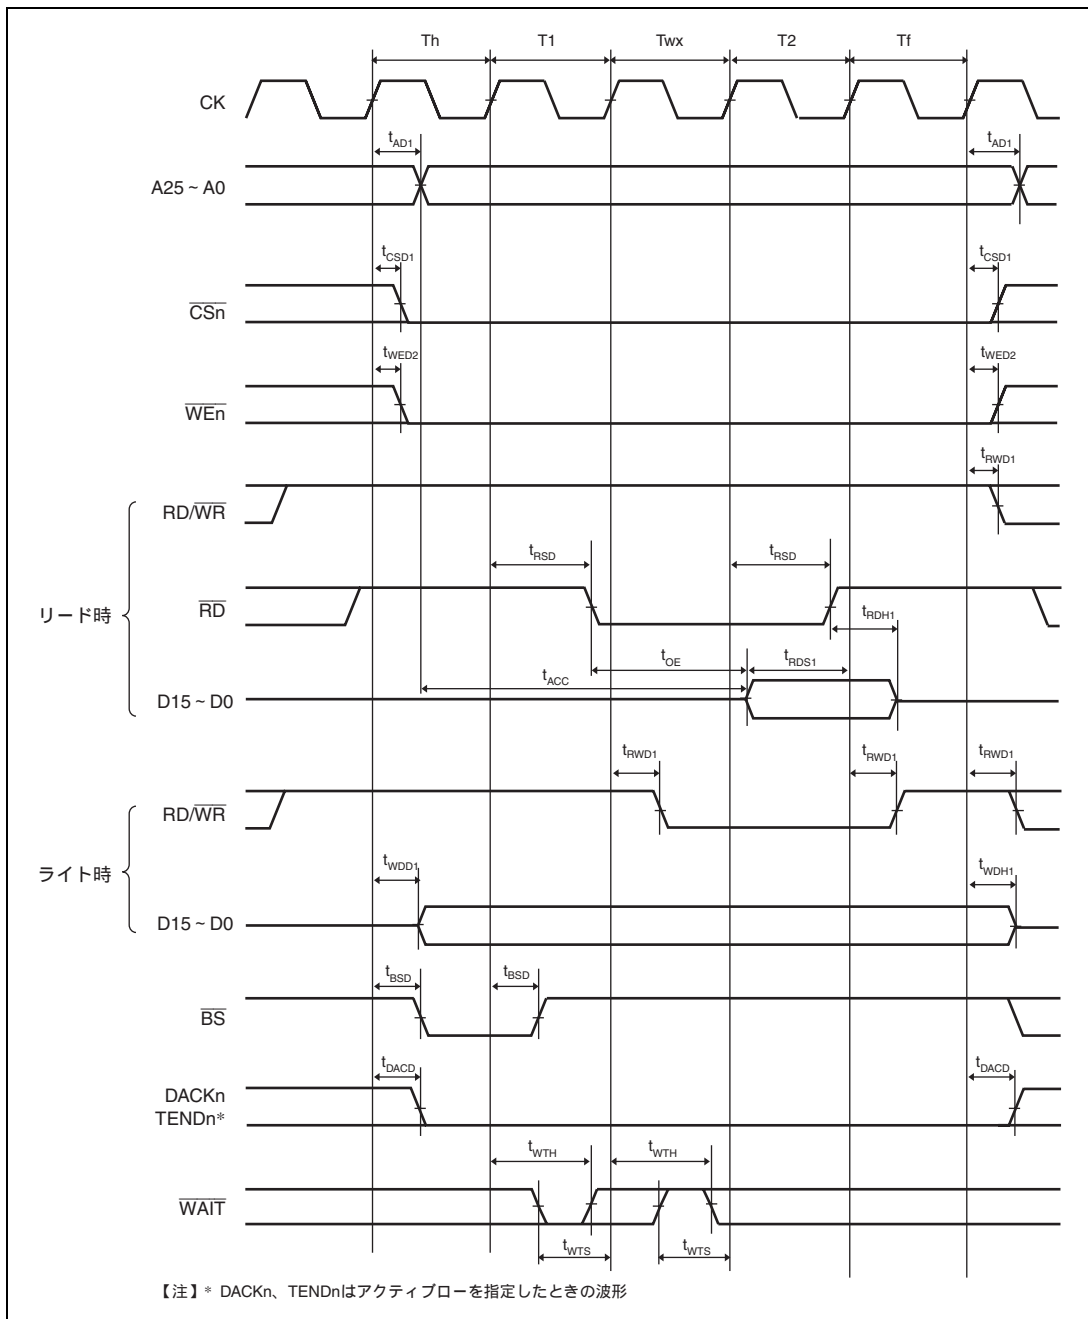 Th T1 Twx T2 Tf
CK
tAD1 tAD1
A25 ~ A0
tCSD1 tCSD1
CSn
tWED2 tWED2
WEn
tRWD1
RD/WR
tRSD tRSD
リード時
RD
tRDH1
tOE tRDS1
tACC
D15 ~ D0
tRWD1 tRWD1 tRWD1
RD/WR
ライト時
tWDD1 tWDH1
D15 ~ D0
tBSD tBSD
BS
tDACD tDACD
DACKn
TENDn*
tWTH tWTH
WAIT
tWTS tWTS
【注】* DACKn、TENDnはアクティブローを指定したときの波形